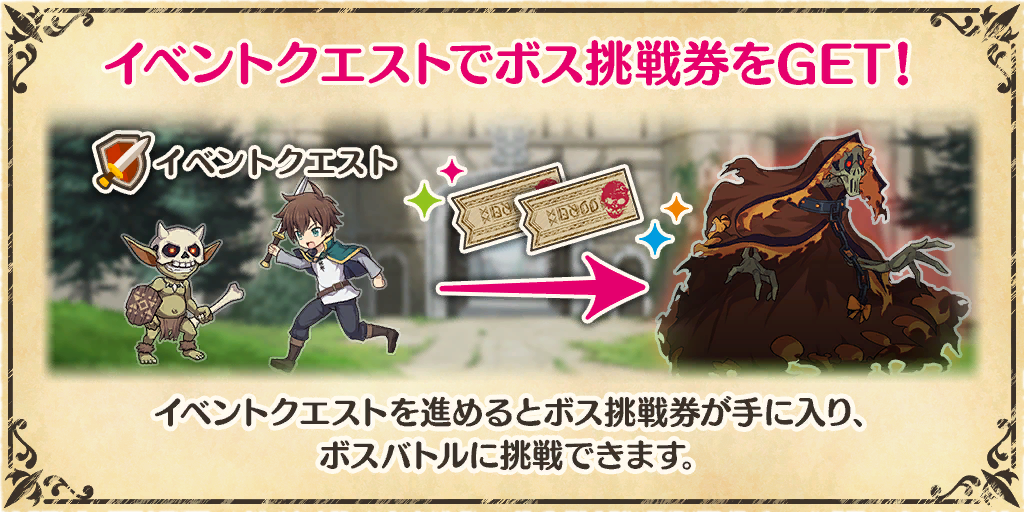 イベントクエストでボス挑戦券をGET!
イベントクエスト
イベントクエストを進めるとボス挑戦券が手に入り、
ボスバトルに挑戦できます。